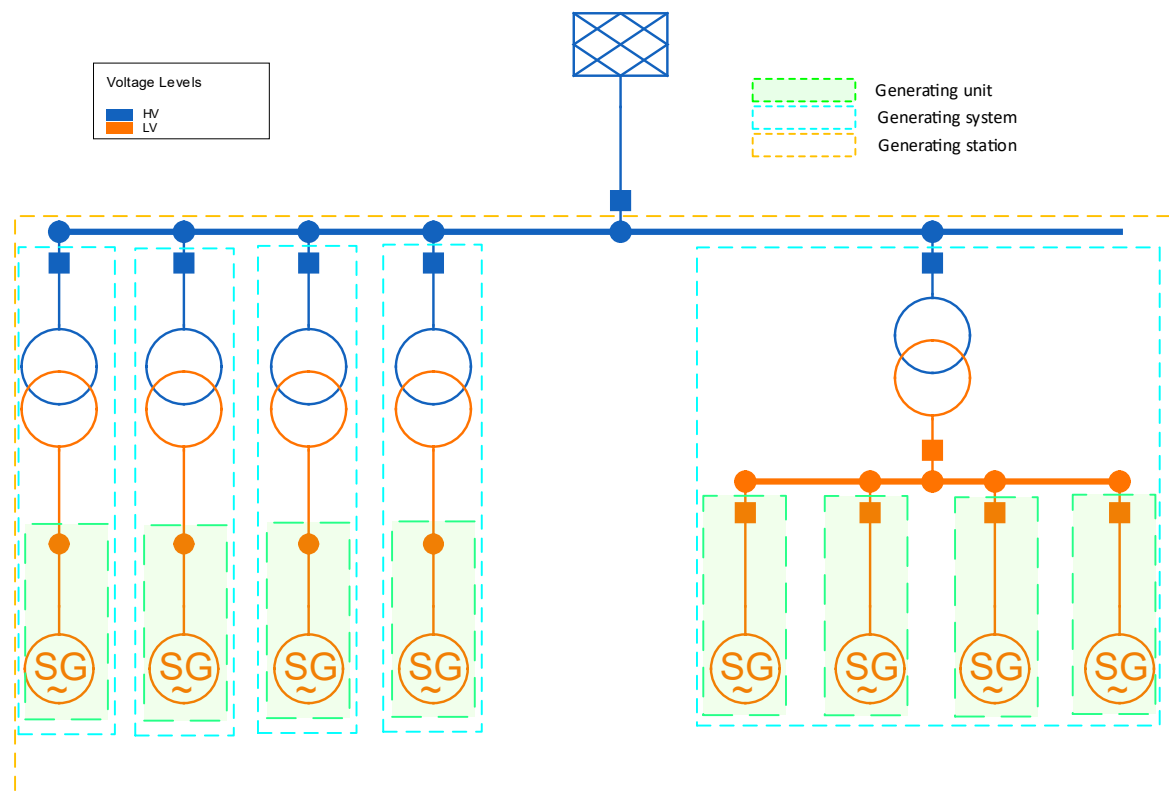 Voltage Levels
HV
LV
Generating unit
Generating system
Generating station
SG
~
SG
~
SG
~
SG
~
SG
~
SG
~
SG
~
SG
~